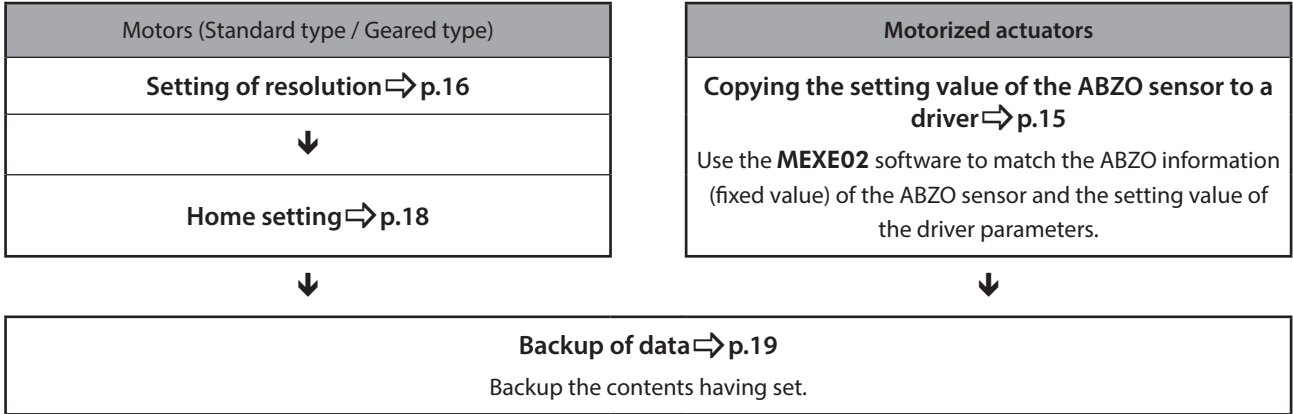 Motors (Standard type / Geared type)
Setting of resolution⇨p.16
↓
Home setting⇨p.18
↓
Motorized actuators
Copying the setting value of the ABZO sensor to a
driver⇨p.15
Use the MEXE02 software to match the ABZO information
(fixed value) of the ABZO sensor and the setting value of
the driver parameters.
↓
Backup of data⇨p.19
Backup the contents having set.